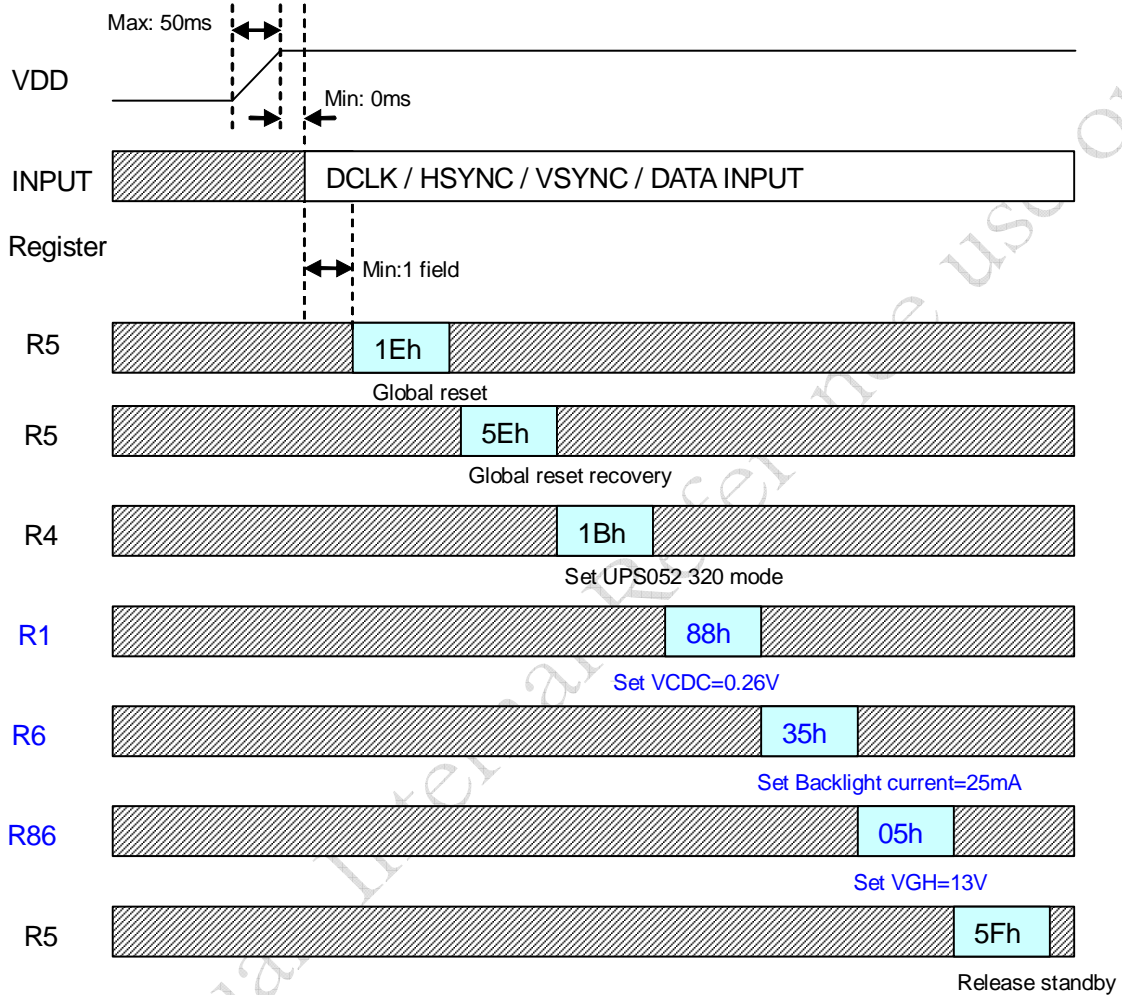 Max: 50ms
VDD
Min: 0ms
INPUT
DCLK / HSYNC / VSYNC / DATA INPUT
Register
Min:1 field
R5
1Eh
Global reset
R5
5Eh
Global reset recovery
R4
1Bh
Set UPS052 320 mode
R1
88h
Set VCDC=0.26V
R6
35h
Set Backlight current=25mA
R86
05h
Set VGH=13V
R5
5Fh
Release standby